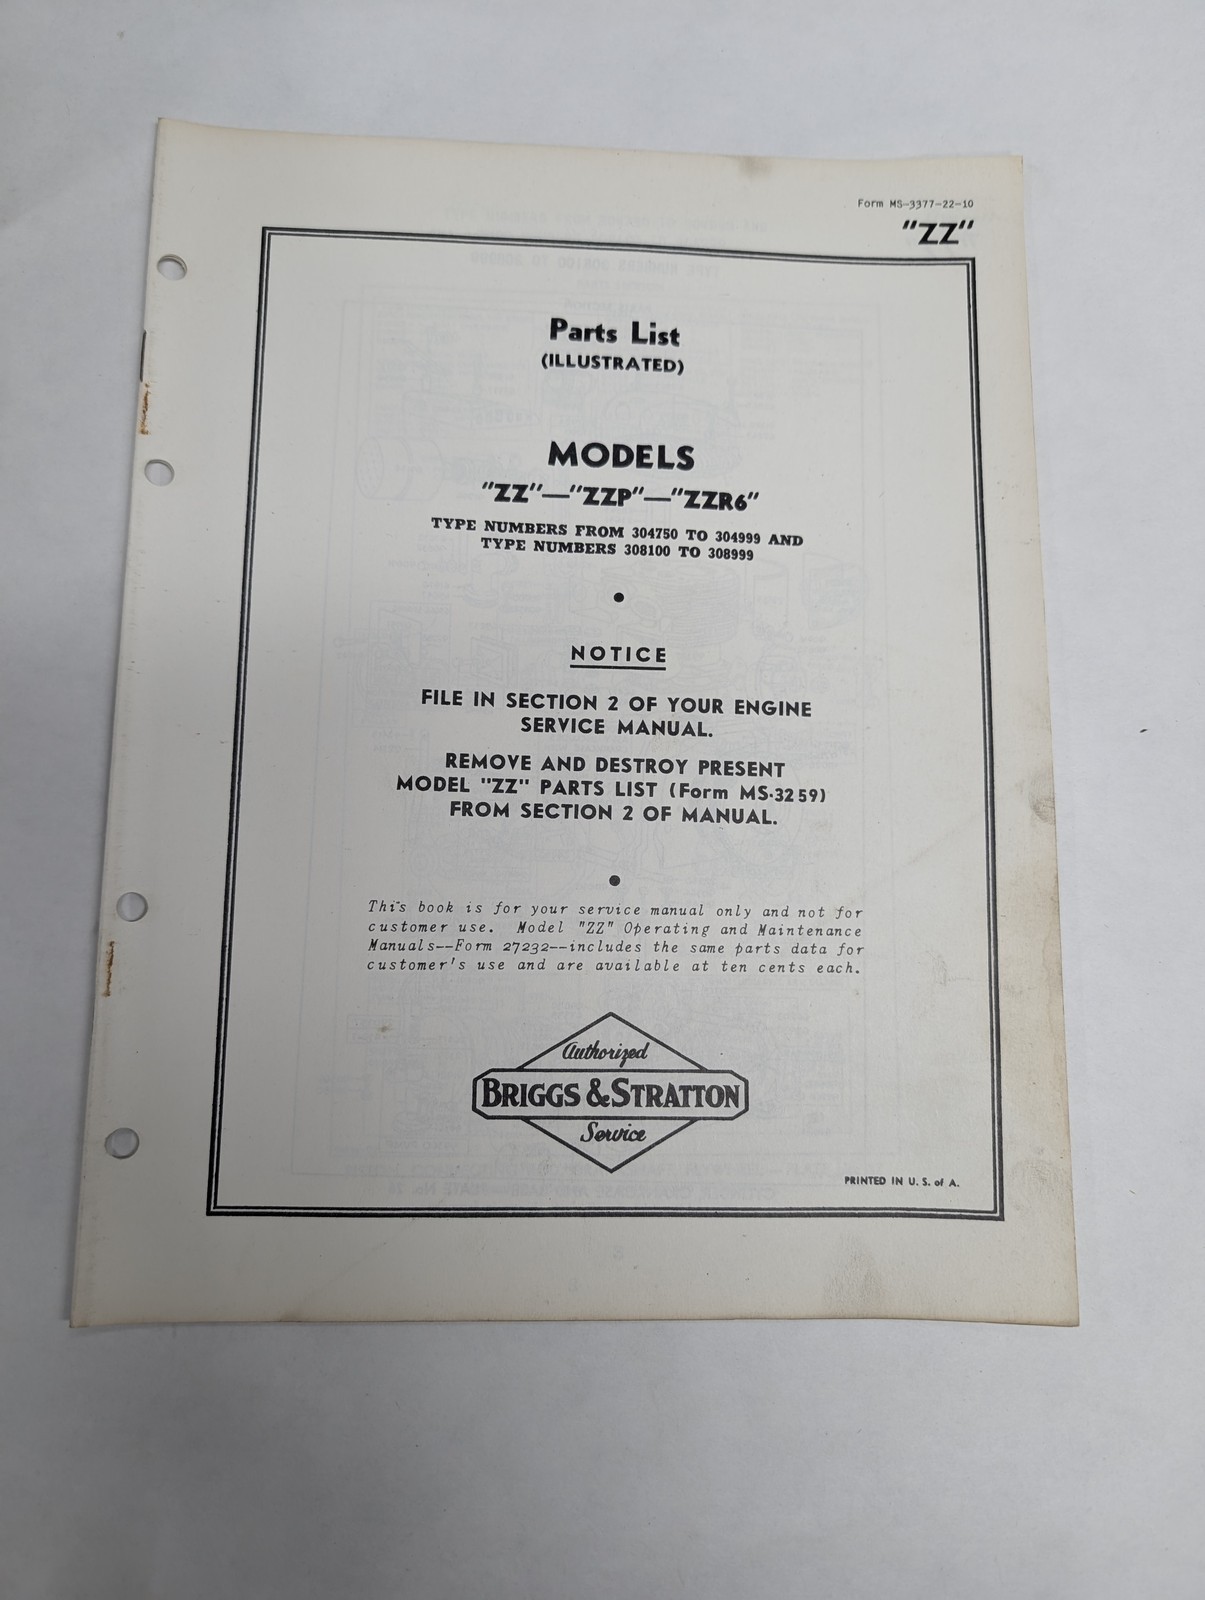 Form MS-3377-22-10
"ZZ"
Parts List
(ILLUSTRATED)
MODELS
"ZZ"—"ZZP"—"ZZR6"
TYPE NUMBERS FROM 304750 TO 304999 AND
TYPE NUMBERS 308100 TO 308999
NOTICE
FILE IN SECTION 2 OF YOUR ENGINE
SERVICE MANUAL.
REMOVE AND DESTROY PRESENT
MODEL "ZZ" PARTS LIST (Form MS-3259)
FROM SECTION 2 OF MANUAL.
This book is for your service manual only and not for
customer use. Model "ZZ" Operating and Maintenance
Manuals--Form 27232--includes the same parts data for
customer's use and are available at ten cents each.
Authorized
BRIGGS & STRATTON
Service
PRINTED IN U. S. of A.